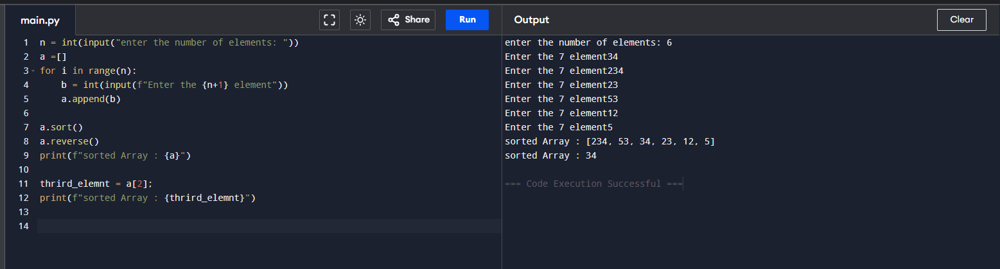 main.py
Share
Run
1 n = int(input("enter the number of elements: "))
2 a =[]
3 for i in range(n):
4     b = int(input(f"Enter the {n+1} element"))
5     a.append(b)
6
7 a.sort()
8 a.reverse()
9 print(f"sorted Array : {a}")
10
11 thrird_elemnt = a[2];
12 print(f"sorted Array : {thrird_elemnt}")
13
14
Output
Clear
enter the number of elements: 6
Enter the 7 element34
Enter the 7 element234
Enter the 7 element23
Enter the 7 element53
Enter the 7 element12
Enter the 7 element5
sorted Array : [234, 53, 34, 23, 12, 5]
sorted Array : 34
=== Code Execution Successful ===